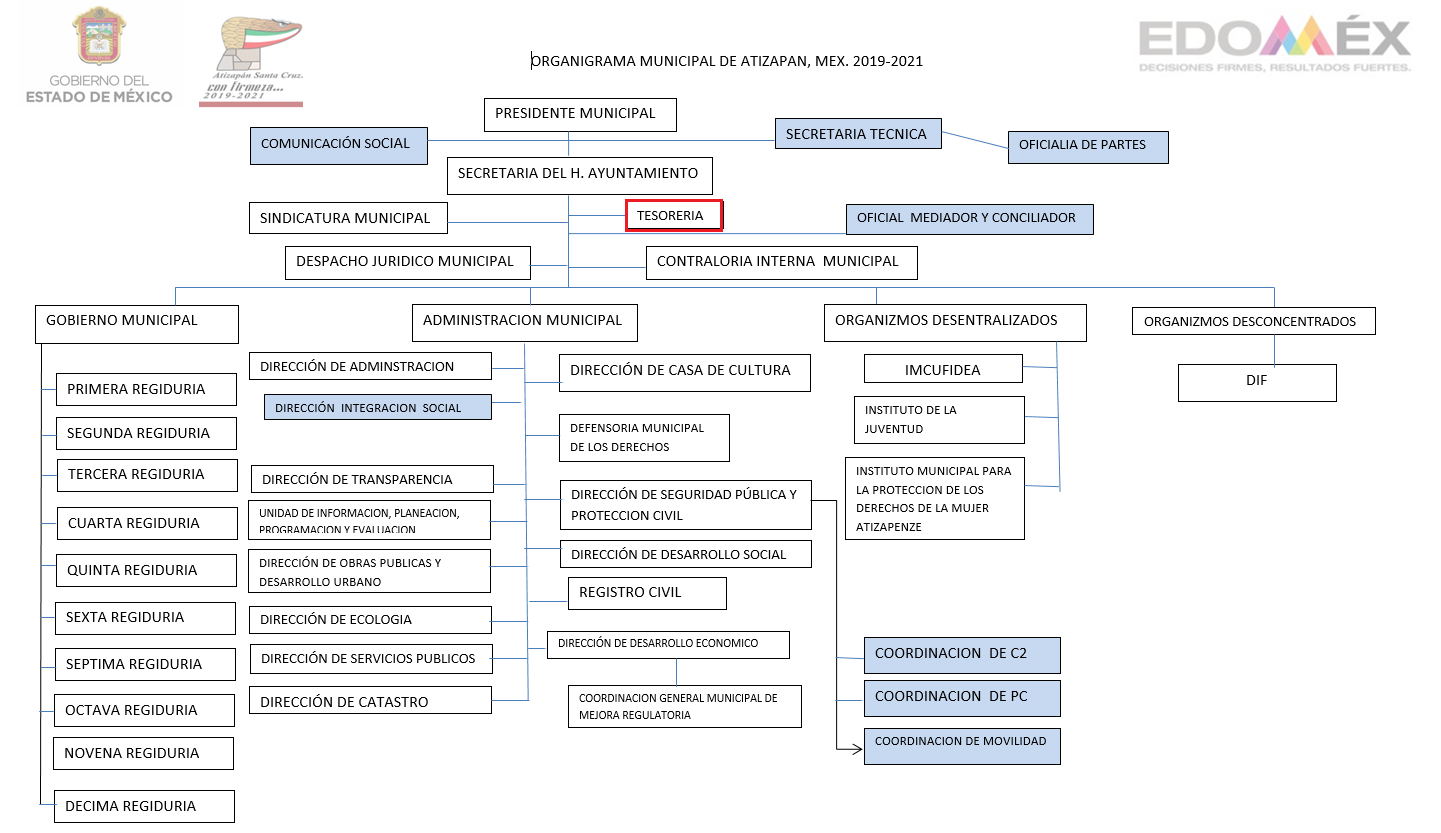 GOBIERNO DEL
ESTADO DE MÉXICO
Atizapán Santa Cruz.
con firmeza...
2019-2021
ORGANIGRAMA MUNICIPAL DE ATIZAPAN, MEX. 2019-2021
EDOMÉX
DECISIONES FIRMES, RESULTADOS FUERTES.
PRESIDENTE MUNICIPAL
COMUNICACIÓN SOCIAL
SECRETARIA TECNICA
OFICIALIA DE PARTES
SECRETARIA DEL H. AYUNTAMIENTO
SINDICATURA MUNICIPAL
TESORERIA
OFICIAL MEDIADOR Y CONCILIADOR
DESPACHO JURIDICO MUNICIPAL
CONTRALORIA INTERNA MUNICIPAL
GOBIERNO MUNICIPAL
ADMINISTRACION MUNICIPAL
ORGANIZMOS DESENTRALIZADOS
ORGANIZMOS DESCONCENTRADOS
PRIMERA REGIDURIA
SEGUNDA REGIDURIA
TERCERA REGIDURIA
CUARTA REGIDURIA
QUINTA REGIDURIA
SEXTA REGIDURIA
SEPTIMA REGIDURIA
OCTAVA REGIDURIA
NOVENA REGIDURIA
DECIMA REGIDURIA
DIRECCIÓN DE ADMINSTRACION
DIRECCIÓN INTEGRACION SOCIAL
DIRECCIÓN DE TRANSPARENCIA
UNIDAD DE INFORMACION, PLANEACION,
PROGRAMACION Y EVALUACION
DIRECCIÓN DE OBRAS PUBLICAS Y
DESARROLLO URBANO
DIRECCIÓN DE ECOLOGIA
DIRECCIÓN DE SERVICIOS PUBLICOS
DIRECCIÓN DE CATASTRO
DIRECCIÓN DE CASA DE CULTURA
DEFENSORIA MUNICIPAL
DE LOS DERECHOS
DIRECCIÓN DE SEGURIDAD PÚBLICA Y
PROTECCION CIVIL
DIRECCIÓN DE DESARROLLO SOCIAL
REGISTRO CIVIL
DIRECCIÓN DE DESARROLLO ECONOMICO
COORDINACION GENERAL MUNICIPAL DE
MEJORA REGULATORIA
IMCUFIDEA
INSTITUTO DE LA
JUVENTUD
INSTITUTO MUNICIPAL PARA
LA PROTECCION DE LOS
DERECHOS DE LA MUJER
ATIZAPENZE
COORDINACION DE C2
COORDINACION DE PC
COORDINACION DE MOVILIDAD
DIF